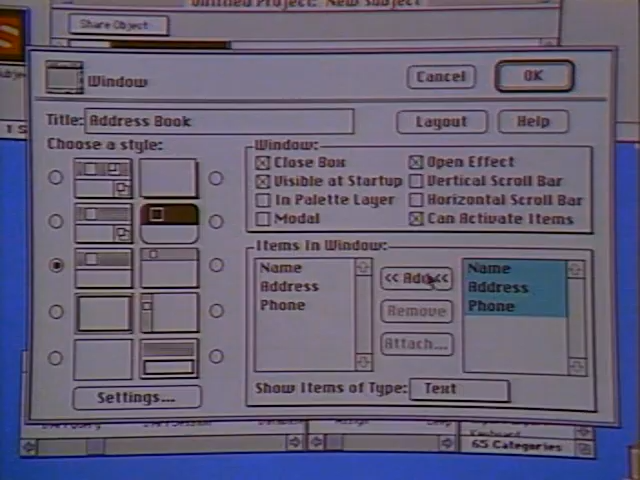 Untitled Project: New Subject
Share Object:
Window
Cancel
OK
Title: Address Book
Layout
Help
Choose a style:
Window:
Close Box
Open Effect
Visible at Startup
Vertical Scroll Bar
In Palette Layer
Horizontal Scroll Bar
Modal
Can Activate Items
Items In Window:
Name
Address
Phone
<< Add <<
Remove
Attach...
Name
Address
Phone
Show Items of Type: Text
Settings...
Keyboard
65 Categories